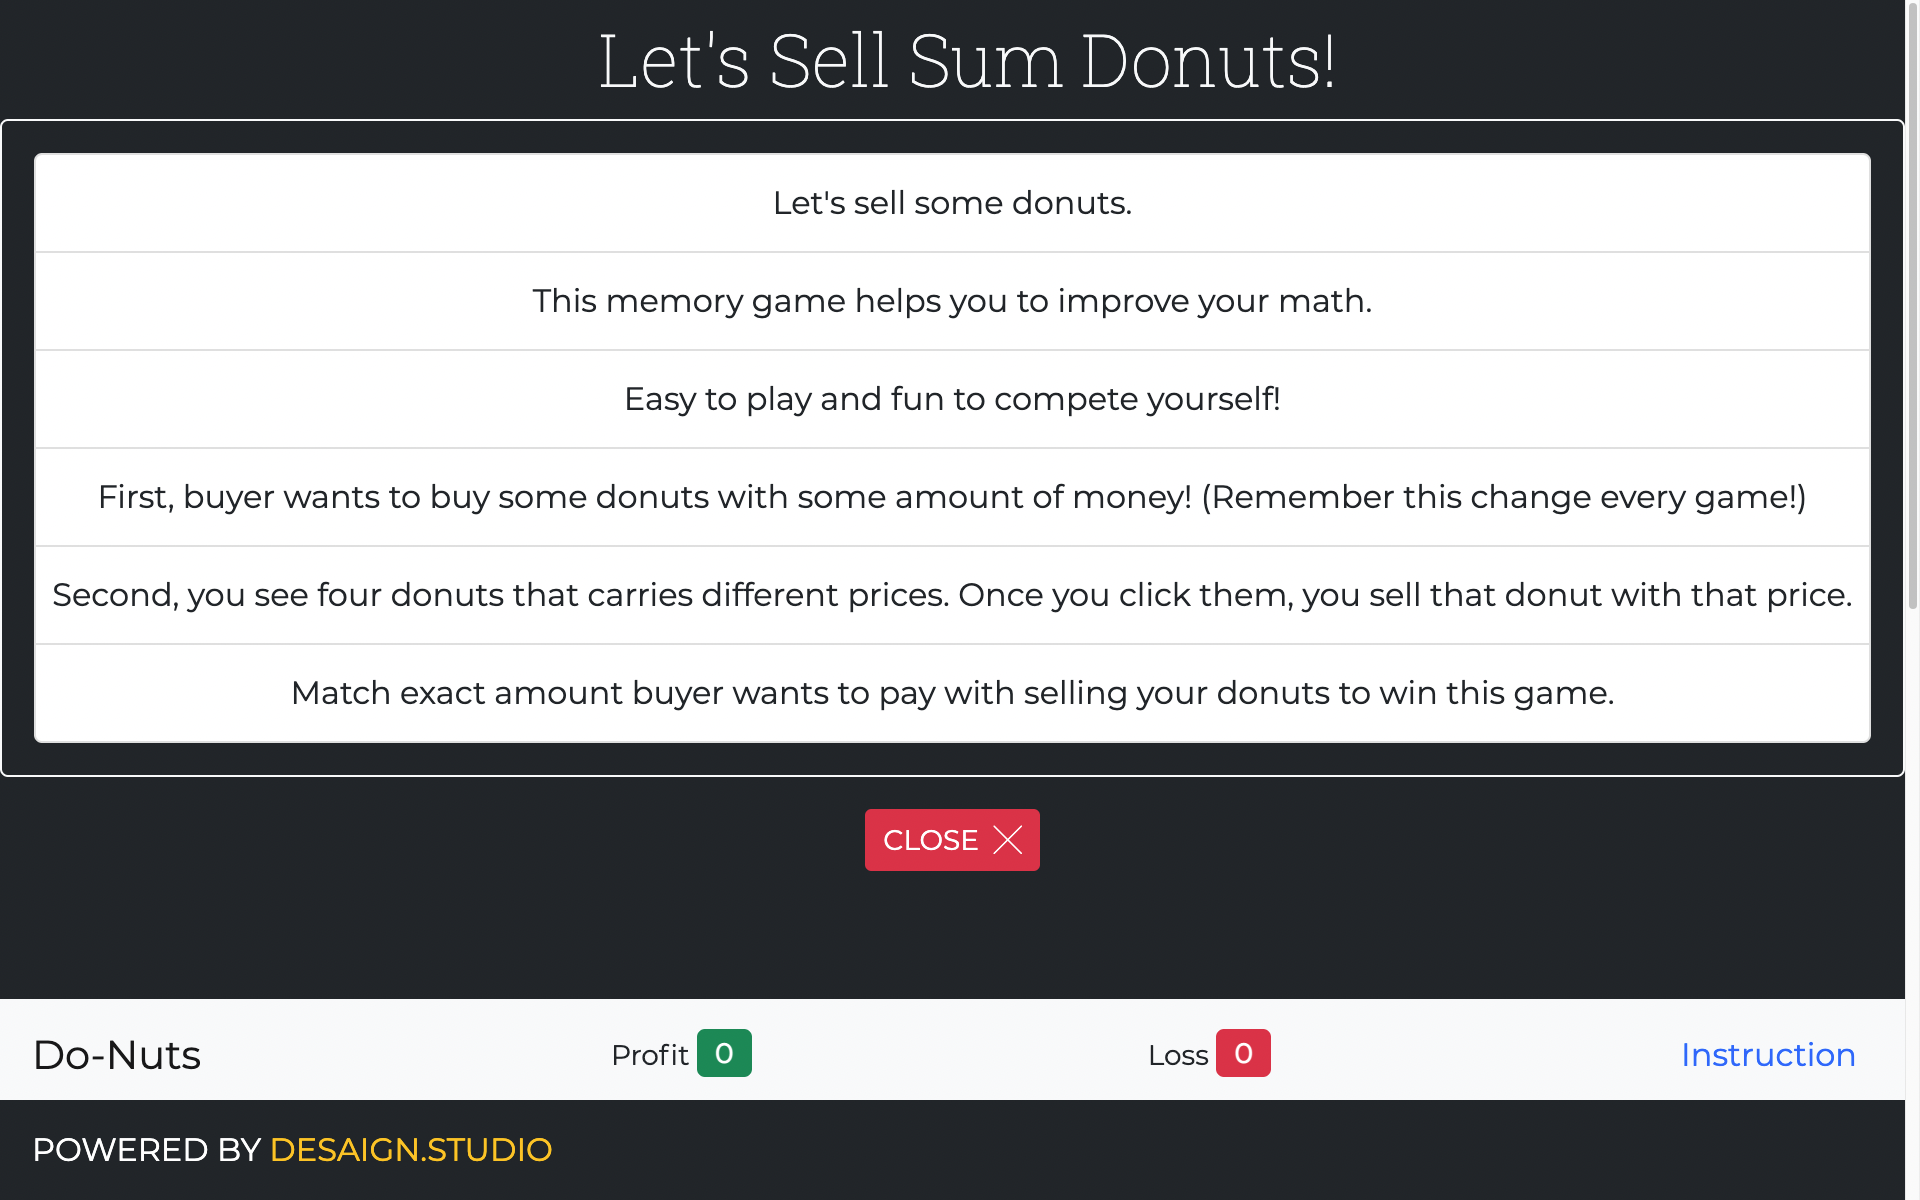 Let's Sell Sum Donuts!
Let's sell some donuts.
This memory game helps you to improve your math.
Easy to play and fun to compete yourself!
First, buyer wants to buy some donuts with some amount of money! (Remember this change every game!)
Second, you see four donuts that carries different prices. Once you click them, you sell that donut with that price.
Match exact amount buyer wants to pay with selling your donuts to win this game.
CLOSE
Do-Nuts Profit 0 Loss 0 Instruction
POWERED BY DESAIGN.STUDIO